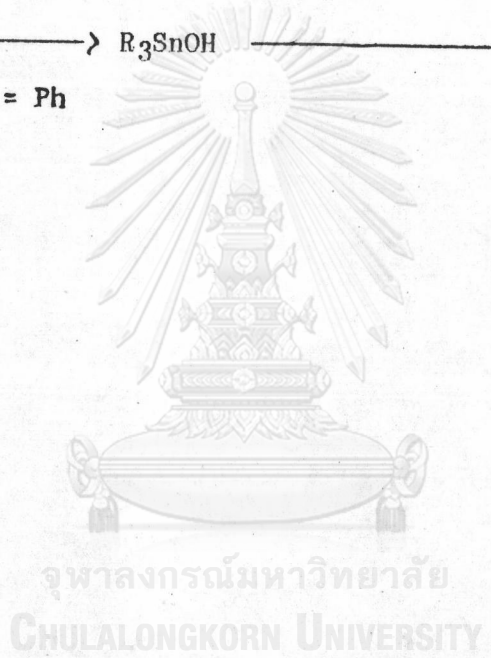 ⟶ R₃SnOH ⟶
= Ph
จุฬาลงกรณ์มหาวิทยาลัย
CHULALONGKORN UNIVERSITY